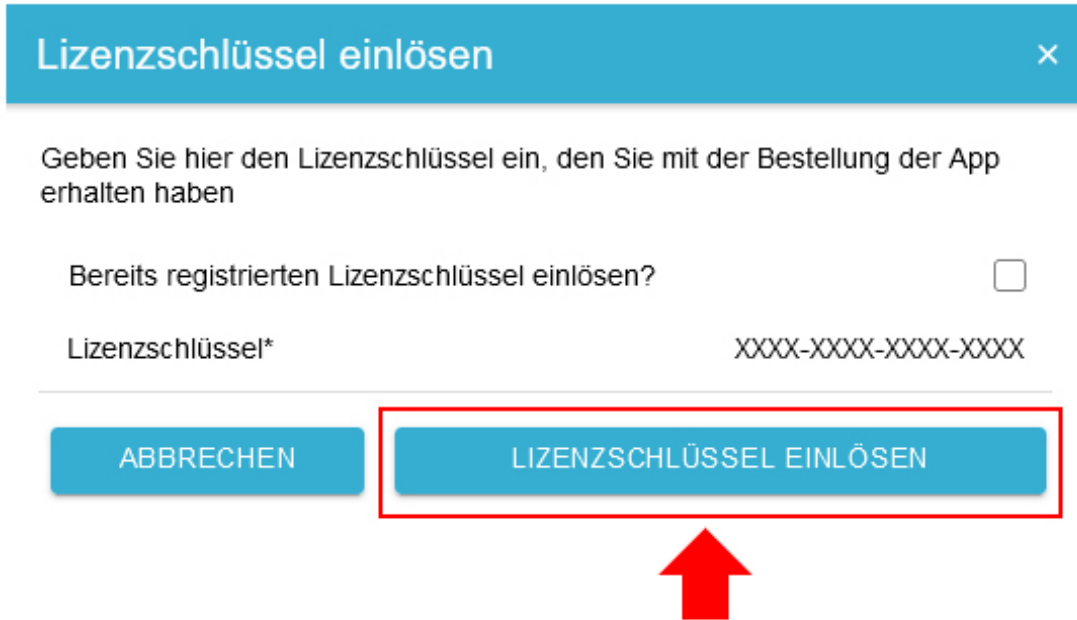 Lizenzschlüssel einlösen
Geben Sie hier den Lizenzschlüssel ein, den Sie mit der Bestellung der App
erhalten haben
Bereits registrierten Lizenzschlüssel einlösen?
Lizenzschlüssel* XXXX-XXXX-XXXX-XXXX
ABBRECHEN LIZENZSCHLÜSSEL EINLÖSEN